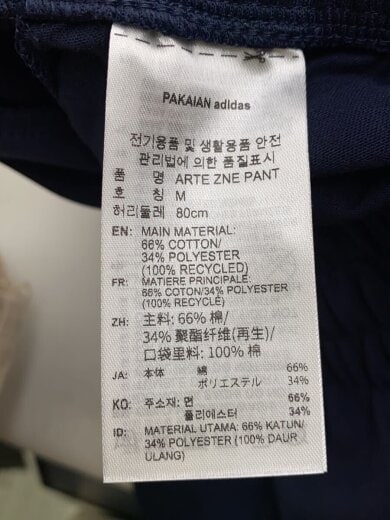 PAKAIAN adidas
전기용품 및 생활용품 안전
관리법에 의한 품질표시
품 명 ARTE ZNE PANT
호 칭 M
허리둘레 80cm
EN: MAIN MATERIAL:
66% COTTON/
34% POLYESTER
(100% RECYCLED)
FR: MATIERE PRINCIPALE:
66% COTON/34% POLYESTER
(100% RECYCLÉ)
ZH: 主料: 66% 棉/
34% 聚酯纤维(再生)/
口袋里料: 100% 棉
JA: 本体 綿 66%
ポリエステル 34%
KO: 주소재: 면 66%
폴리에스터 34%
ID: MATERIAL UTAMA: 66% KATUN/
34% POLYESTER (100% DAUR
ULANG)